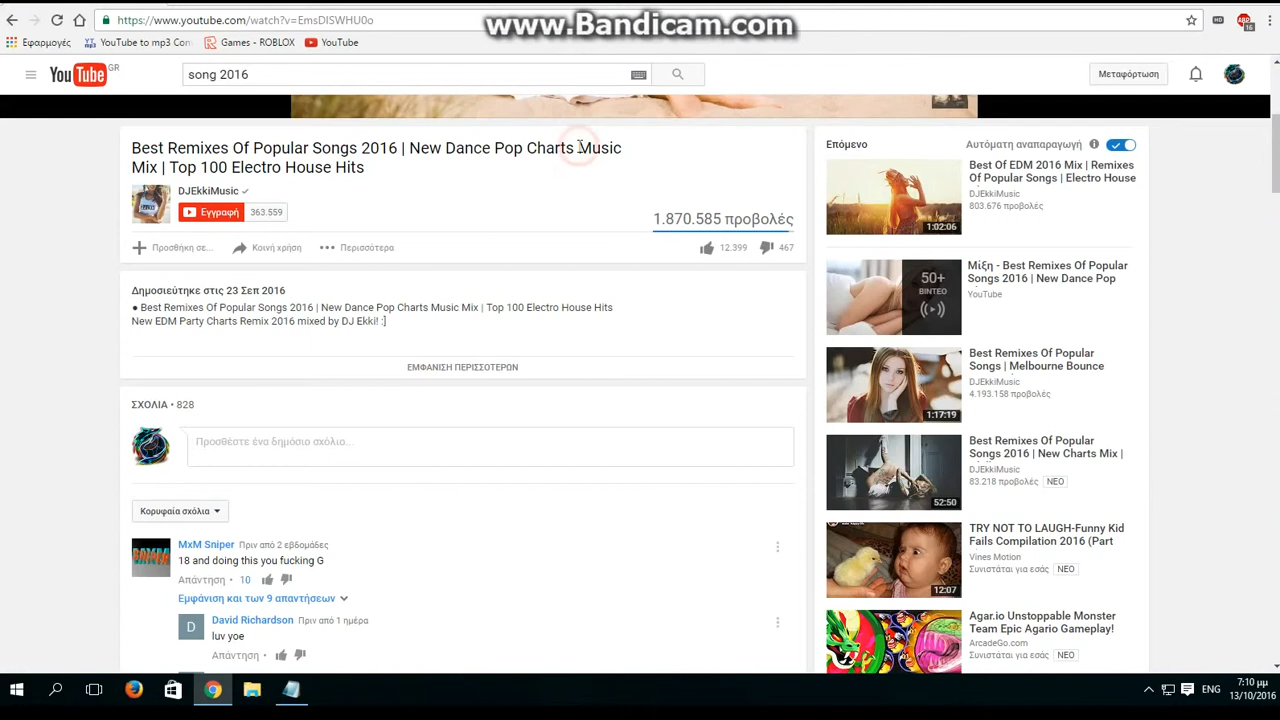 https://www.youtube.com/watch?v=EmsDISWHU0o
www.Bandicam.com
ABP
16
Εφαρμογές
YouTube to mp3 Con
Games - ROBLOX
YouTube
YouTube GR
song 2016
Μεταφόρτωση
Best Remixes Of Popular Songs 2016 | New Dance Pop Charts Music
Mix | Top 100 Electro House Hits
DJEkkiMusic
Εγγραφή 363.559
1.870.585 προβολές
Προσθήκη σε... Κοινή χρήση Περισσότερα
12.399 467
Δημοσιεύτηκε στις 23 Σεπ 2016
● Best Remixes Of Popular Songs 2016 | New Dance Pop Charts Music Mix | Top 100 Electro House Hits
New EDM Party Charts Remix 2016 mixed by DJ Ekki! :]
ΕΜΦΑΝΙΣΗ ΠΕΡΙΣΣΟΤΕΡΩΝ
ΣΧΟΛΙΑ • 828
Προσθέστε ένα δημόσιο σχόλιο...
Κορυφαία σχόλια
MxM Sniper Πριν από 2 εβδομάδες
18 and doing this you fucking G
Απάντηση • 10
Εμφάνιση και των 9 απαντήσεων
D
David Richardson Πριν από 1 ημέρα
luv yoe
Απάντηση •
Επόμενο
Αυτόματη αναπαραγωγή
Best Of EDM 2016 Mix | Remixes
Of Popular Songs | Electro House
DJEkkiMusic
803.676 προβολές
1:02:06
50+
ΒΙΝΤΕΟ
Μίξη - Best Remixes Of Popular
Songs 2016 | New Dance Pop
YouTube
Best Remixes Of Popular
Songs | Melbourne Bounce
DJEkkiMusic
4.193.158 προβολές
1:17:19
Best Remixes Of Popular
Songs 2016 | New Charts Mix |
DJEkkiMusic
83.218 προβολές ΝΕΟ
52:50
TRY NOT TO LAUGH-Funny Kid
Fails Compilation 2016 (Part
Vines Motion
Συνιστάται για εσάς ΝΕΟ
12:07
Agar.io Unstoppable Monster
Team Epic Agario Gameplay!
ArcadeGo.com
Συνιστάται για εσάς ΝΕΟ
ENG
7:10 μμ
13/10/2016